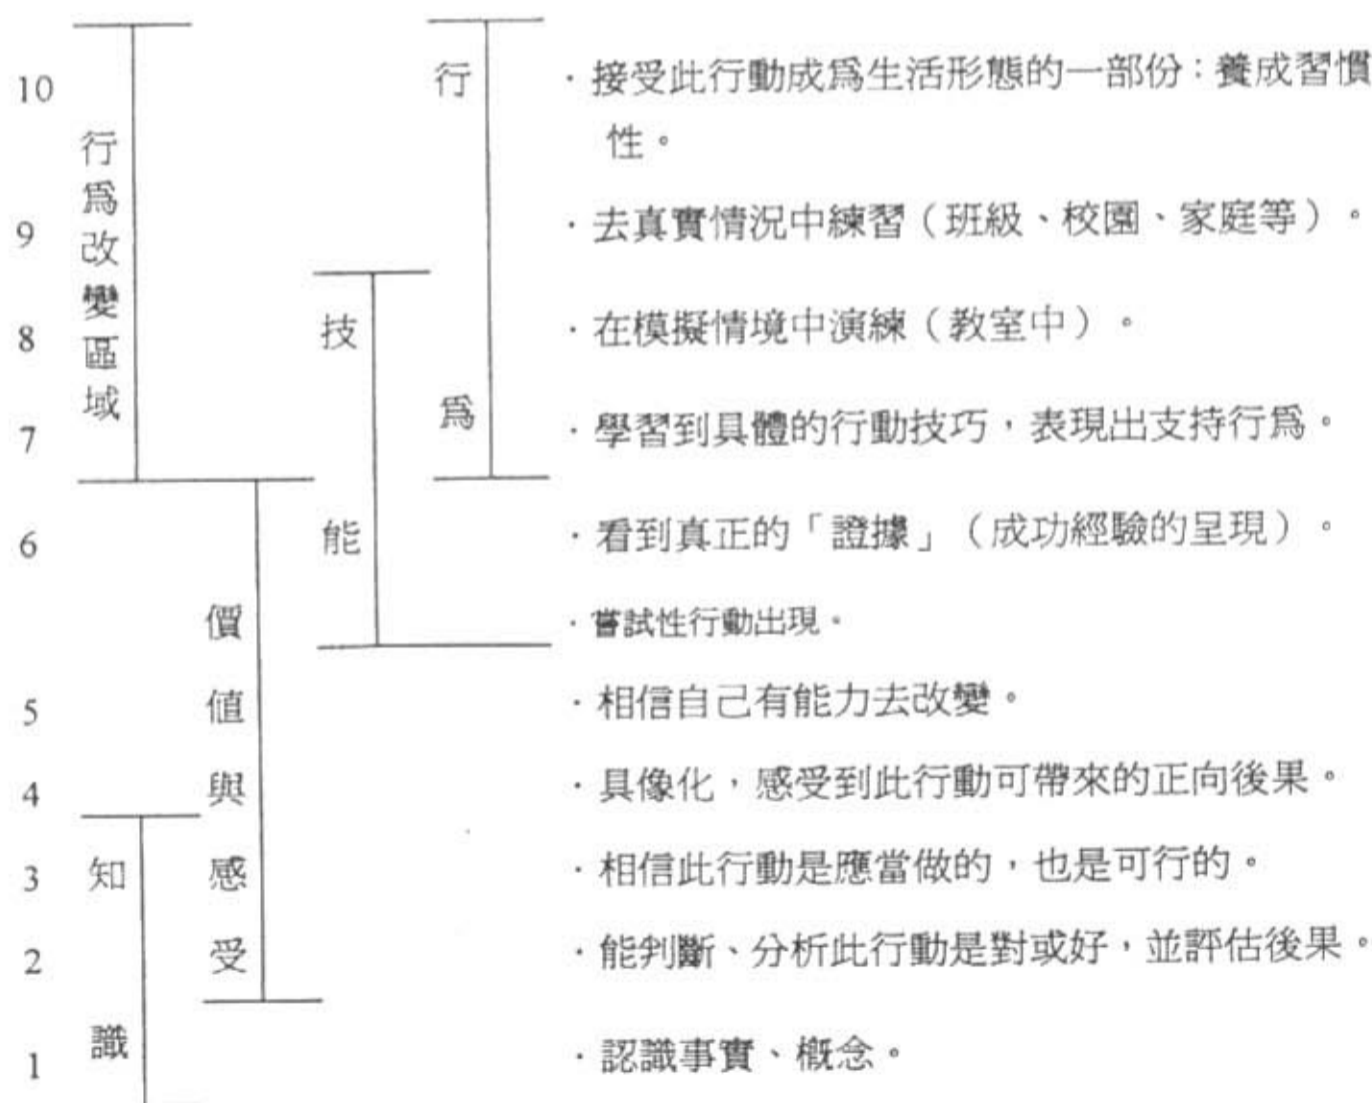 10 行 ·接受此行動成爲生活形態的一部份：養成習慣
性。
行爲改變區域
9 ·去真實情況中練習（班級、校園、家庭等）。
8 技 ·在模擬情境中演練（教室中）。
7 爲 ·學習到具體的行動技巧，表現出支持行爲。
6 能 ·看到真正的「證據」（成功經驗的呈現）。
價值與感受
·嘗試性行動出現。
5 ·相信自己有能力去改變。
4 ·具像化，感受到此行動可帶來的正向後果。
3 知 ·相信此行動是應當做的，也是可行的。
2 ·能判斷、分析此行動是對或好，並評估後果。
1 識 ·認識事實、概念。